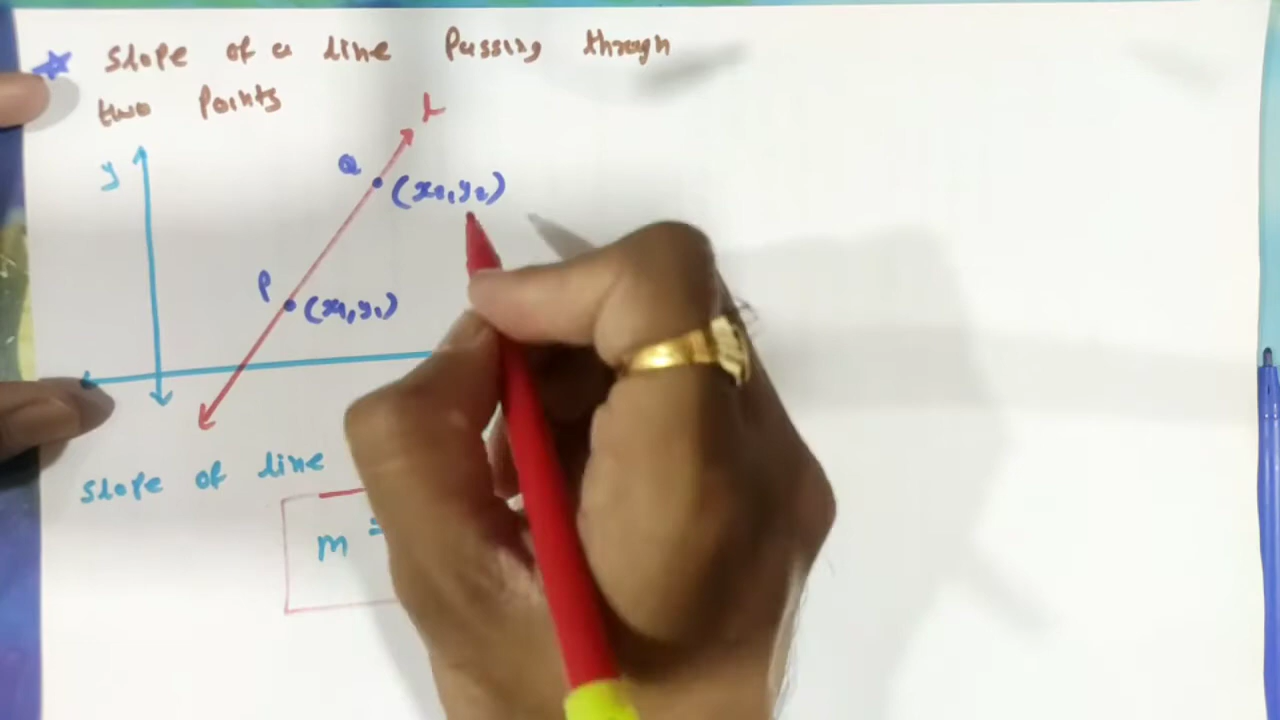 Slope of a line Passing through
two Points
L
y
Q
(x₂,y₂)
P
(x₁,y₁)
Slope of line
m =